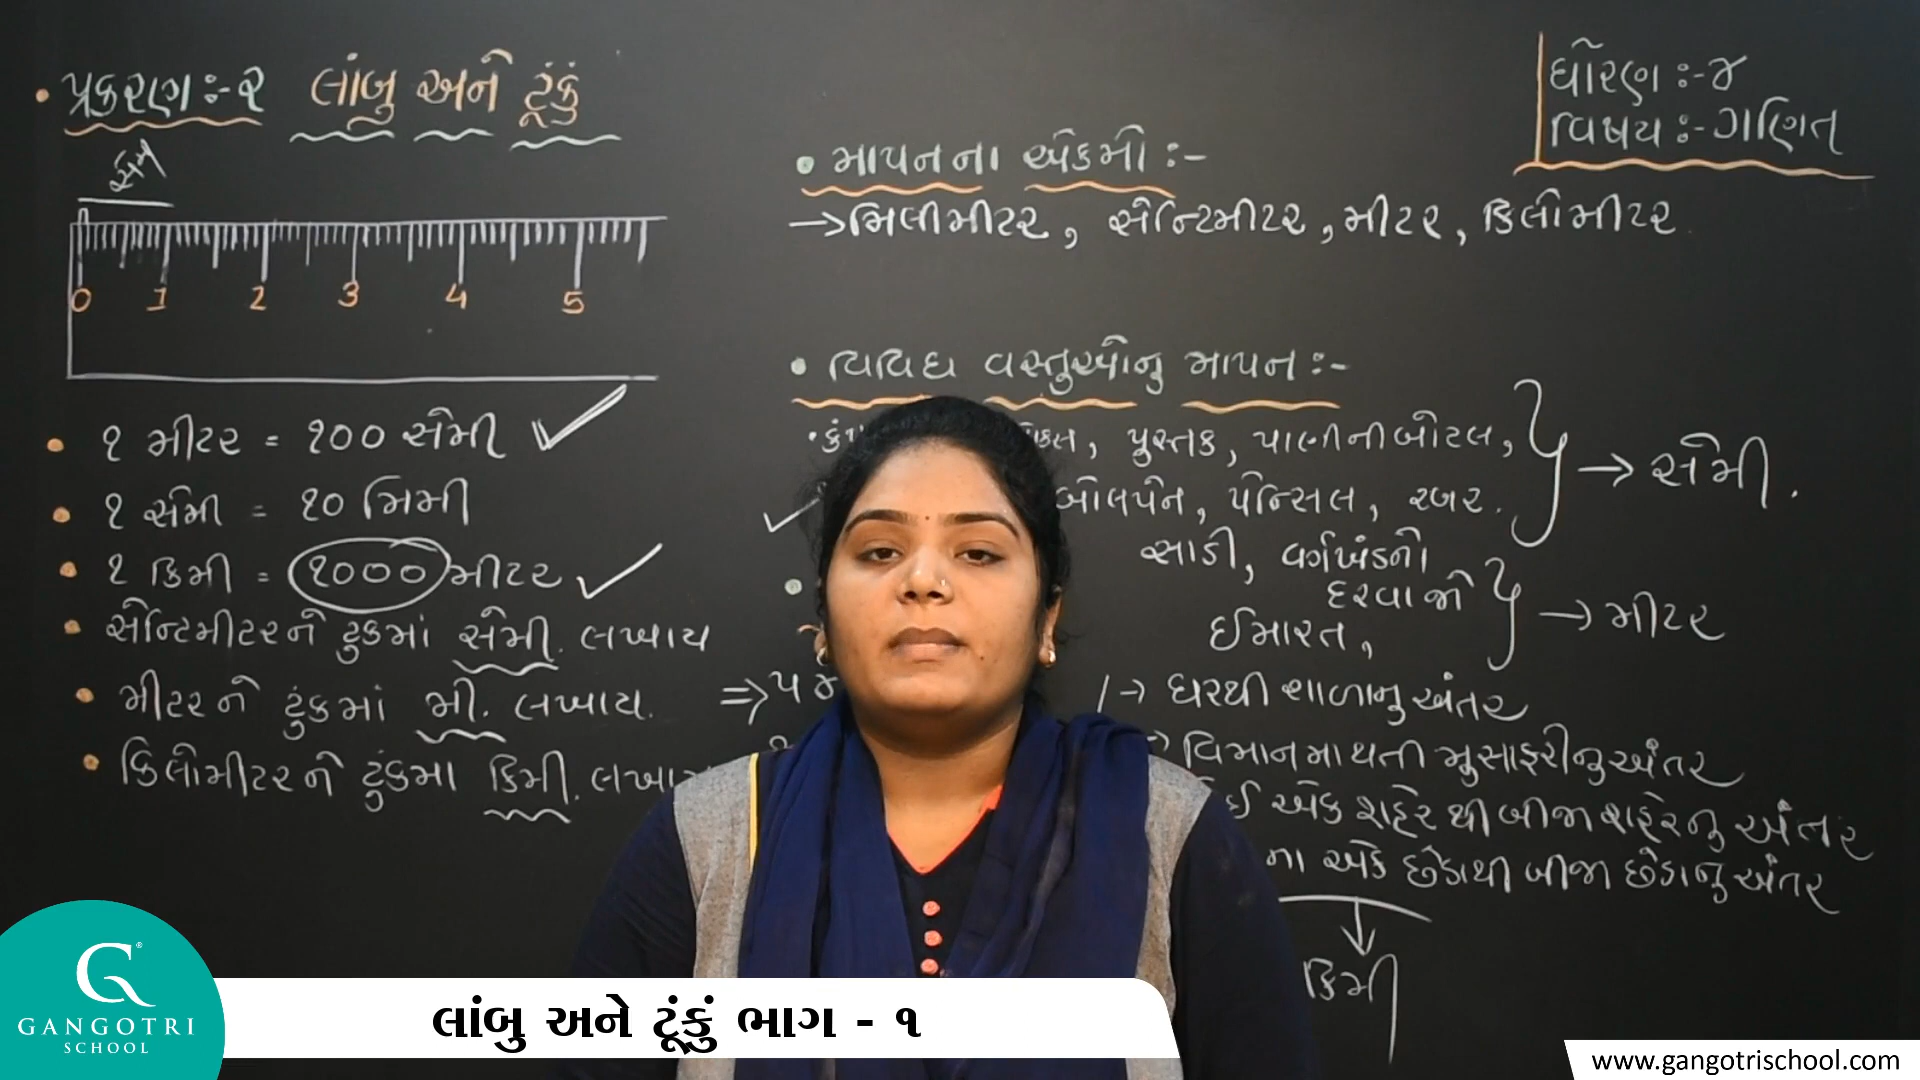 • પ્રકરણ :- ૨ લાંબુ અને ટૂંકું
સેમી
0 1 2 3 4 5
• ૧ મીટર = ૧૦૦ સેમી ✓
• ૧ સેમી = ૧૦ મિમી
• ૧ કિમી = ૧૦૦૦ મીટર ✓
• સેન્ટિમીટરને ટુંકમાં સેમી. લખાય
• મીટરને ટુંકમાં મી. લખાય.
• કિલોમીટરને ટુંકમા કિમી. લખાય
ધોરણ :- ૪
વિષય :- ગણિત
• માપનના એકમો :-
→ મિલીમીટર, સેન્ટિમીટર, મીટર, કિલોમીટર
• વિવિધ વસ્તુઓનુ માપન :-
પુસ્તક, પાણીની બોટલ,
બોલપેન, પેન્સિલ, રબર.
→ સેમી.
સાડી, વર્ગખંડનો
દરવાજો
ઈમારત,
→ મીટર
→ ઘરથી શાળાનુ અંતર
વિમાનમા થતી મુસાફરીનુ અંતર
એક શહેર થી બીજા શહેરનુ અંતર
ના એક છેડાથી બીજા છેડાનુ અંતર
કિમી
લાંબુ અને ટૂંકું ભાગ - ૧
GANGOTRI
SCHOOL
www.gangotrischool.com